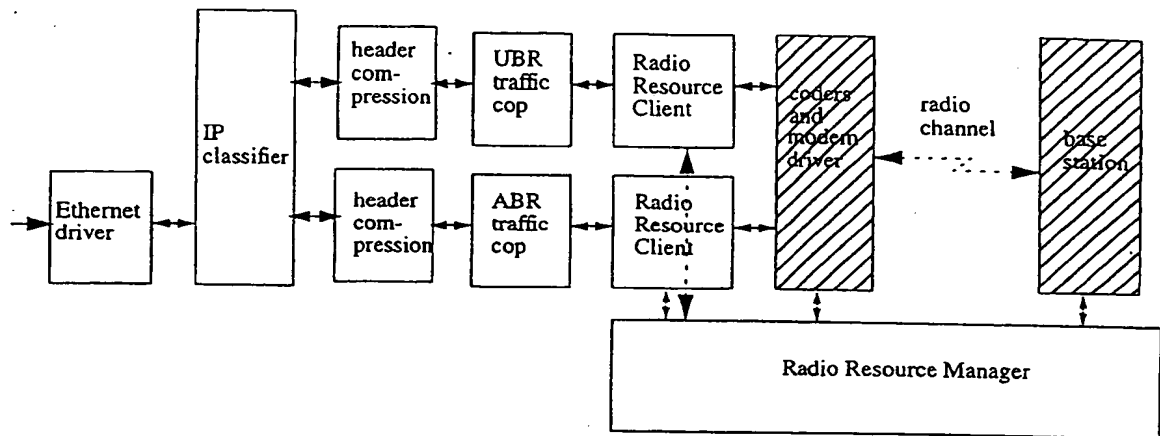 Ethernet
driver
IP
classifier
header
com-
pression
UBR
traffic
cop
Radio
Resource
Client
header
com-
pression
ABR
traffic
cop
Radio
Resource
Client
coders
and
modem
driver
radio
channel
base
station
Radio Resource Manager